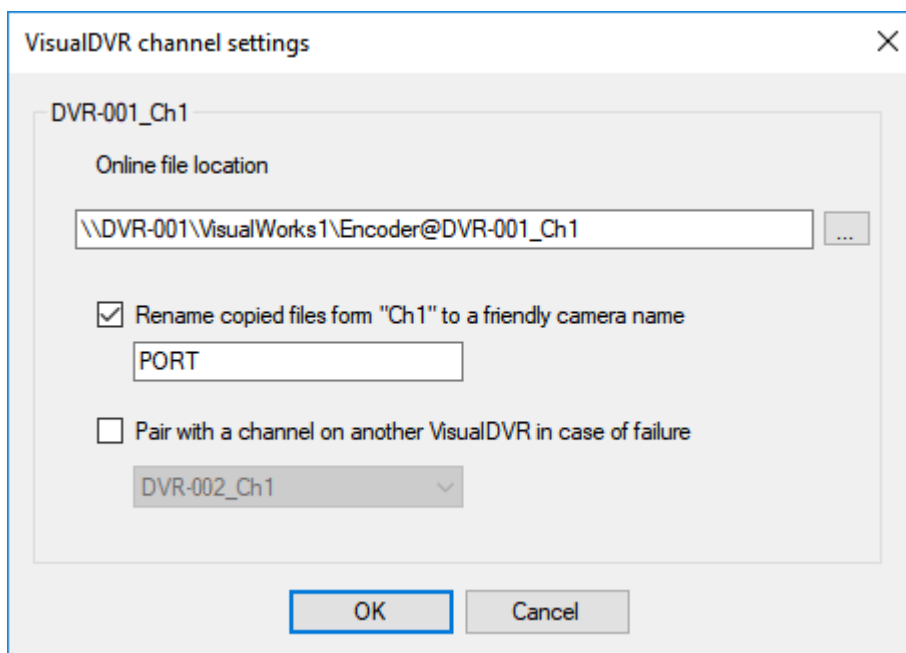 VisualDVR channel settings
DVR-001_Ch1
Online file location
\\DVR-001\VisualWorks1\Encoder@DVR-001_Ch1
...
Rename copied files form "Ch1" to a friendly camera name
PORT
Pair with a channel on another VisualDVR in case of failure
DVR-002_Ch1
OK
Cancel